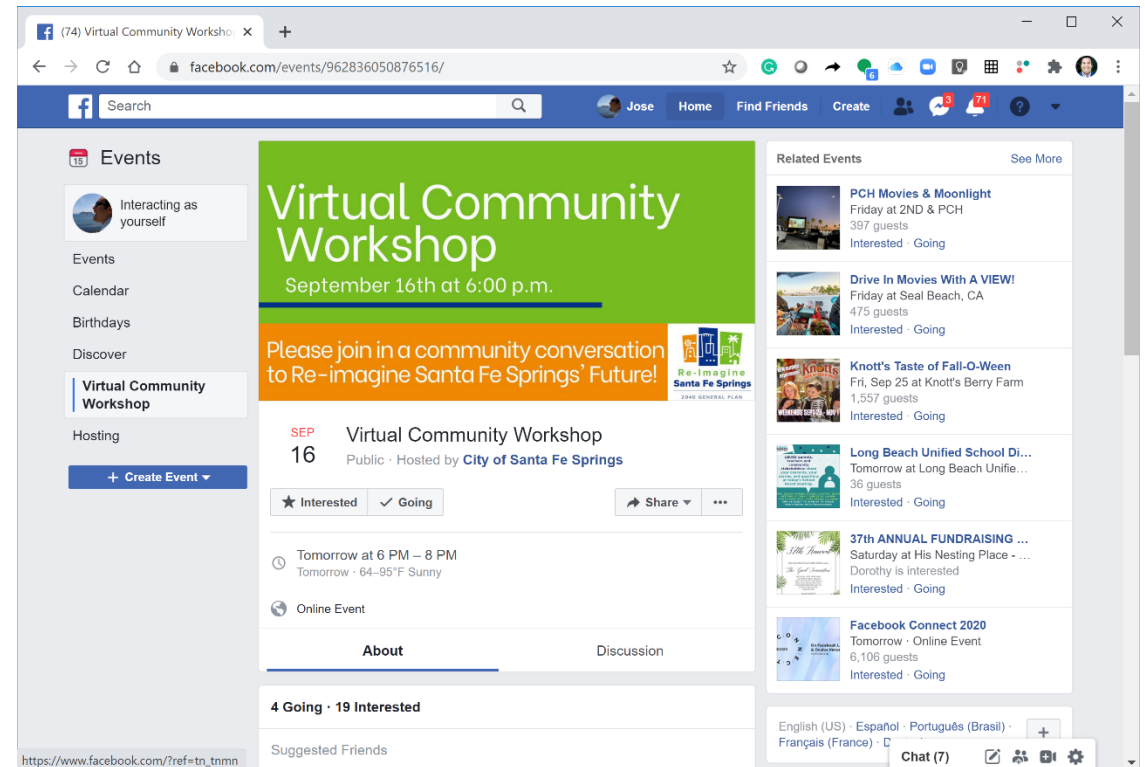 (74) Virtual Community Worksho
facebook.com/events/962836050876516/
6
Search
Jose
Home
Find Friends
Create
3
71
15
Events
Interacting as
yourself
Events
Calendar
Birthdays
Discover
Virtual Community
Workshop
Hosting
+ Create Event
Virtual Community
Workshop
September 16th at 6:00 p.m.
Please join in a community conversation
to Re-imagine Santa Fe Springs' Future!
Re-Imagine
Santa Fe Springs
2040 GENERAL PLAN
SEP
16
Virtual Community Workshop
Public · Hosted by City of Santa Fe Springs
Interested
Going
Share
Tomorrow at 6 PM – 8 PM
Tomorrow · 64–95°F Sunny
Online Event
About
Discussion
4 Going · 19 Interested
Suggested Friends
Related Events
See More
PCH Movies & Moonlight
Friday at 2ND & PCH
397 guests
Interested · Going
Drive In Movies With A VIEW!
Friday at Seal Beach, CA
475 guests
Interested · Going
Knott's Taste of Fall-O-Ween
Fri, Sep 25 at Knott's Berry Farm
1,557 guests
Interested · Going
Long Beach Unified School Di...
Tomorrow at Long Beach Unifie...
36 guests
Interested · Going
37th ANNUAL FUNDRAISING ...
Saturday at His Nesting Place - ...
Dorothy is interested
Interested · Going
Facebook Connect 2020
Tomorrow · Online Event
6,106 guests
Interested · Going
English (US) · Español · Português (Brasil) ·
Français (France) ·
Chat (7)
https://www.facebook.com/?ref=tn_tnmn